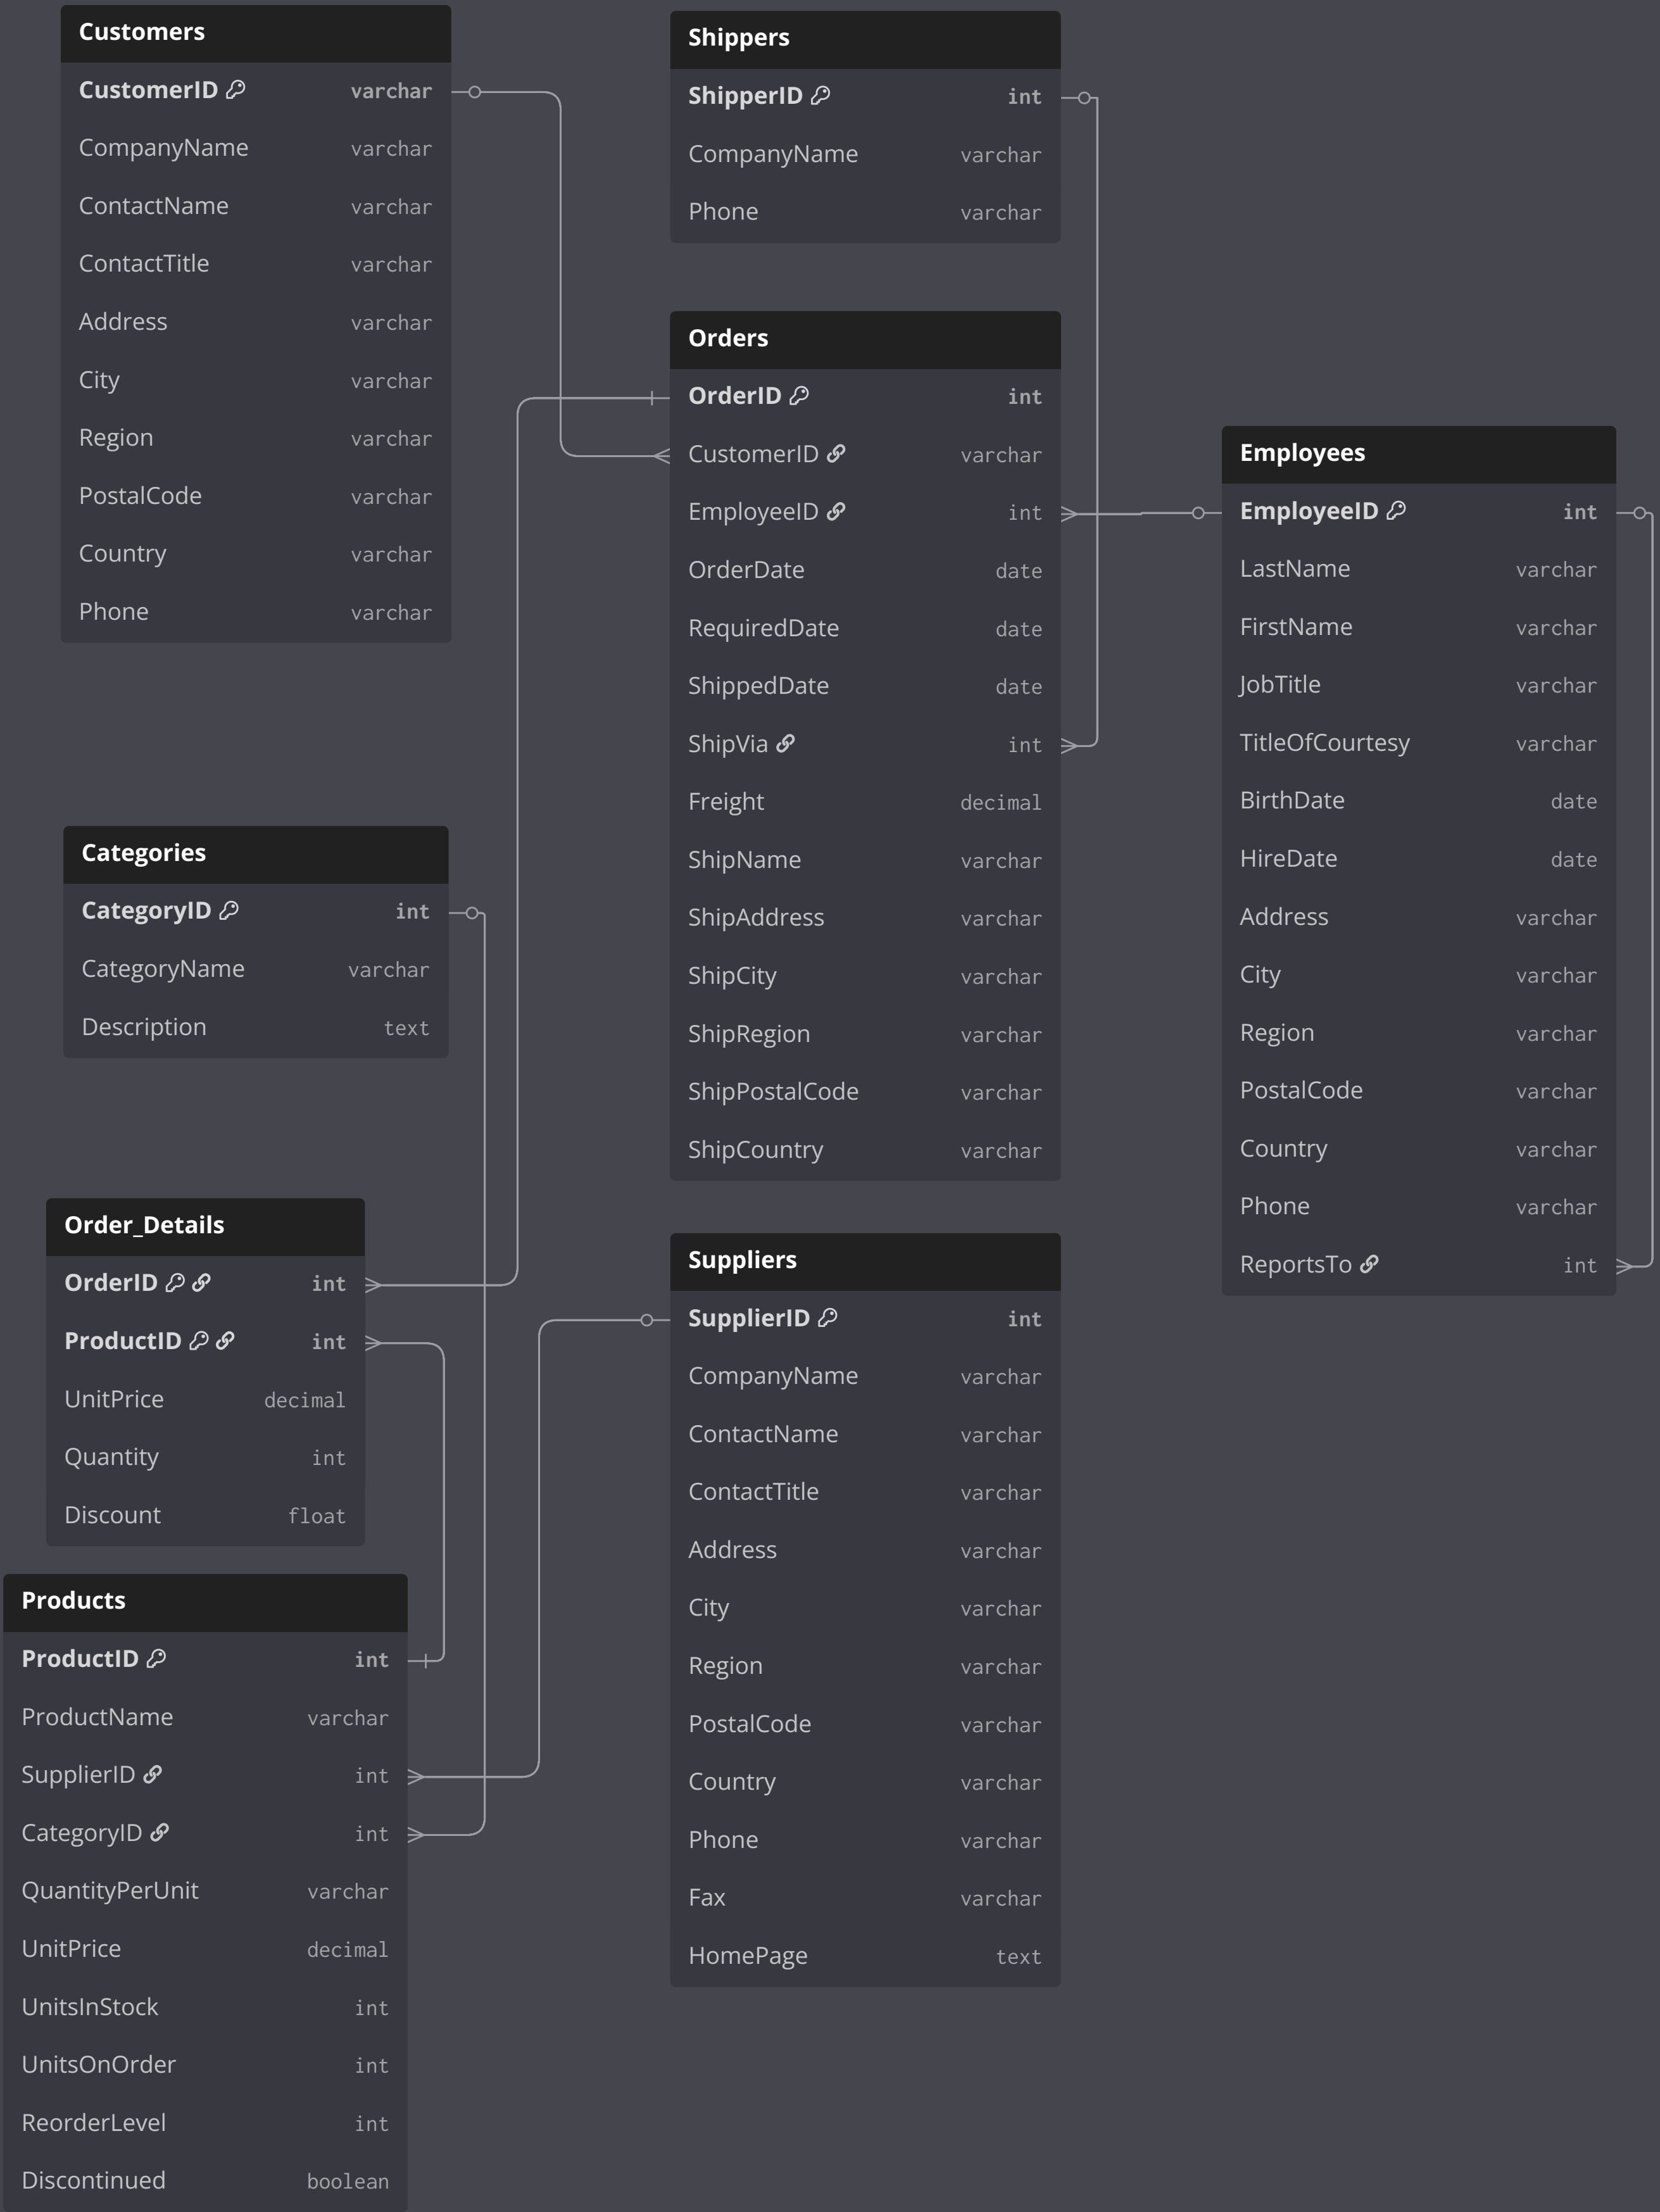 Customers
CustomerID varchar
CompanyName varchar
ContactName varchar
ContactTitle varchar
Address varchar
City varchar
Region varchar
PostalCode varchar
Country varchar
Phone varchar
Shippers
ShipperID int
CompanyName varchar
Phone varchar
Orders
OrderID int
CustomerID varchar
EmployeeID int
OrderDate date
RequiredDate date
ShippedDate date
ShipVia int
Freight decimal
ShipName varchar
ShipAddress varchar
ShipCity varchar
ShipRegion varchar
ShipPostalCode varchar
ShipCountry varchar
Employees
EmployeeID int
LastName varchar
FirstName varchar
JobTitle varchar
TitleOfCourtesy varchar
BirthDate date
HireDate date
Address varchar
City varchar
Region varchar
PostalCode varchar
Country varchar
Phone varchar
ReportsTo int
Categories
CategoryID int
CategoryName varchar
Description text
Order_Details
OrderID int
ProductID int
UnitPrice decimal
Quantity int
Discount float
Suppliers
SupplierID int
CompanyName varchar
ContactName varchar
ContactTitle varchar
Address varchar
City varchar
Region varchar
PostalCode varchar
Country varchar
Phone varchar
Fax varchar
HomePage text
Products
ProductID int
ProductName varchar
SupplierID int
CategoryID int
QuantityPerUnit varchar
UnitPrice decimal
UnitsInStock int
UnitsOnOrder int
ReorderLevel int
Discontinued boolean